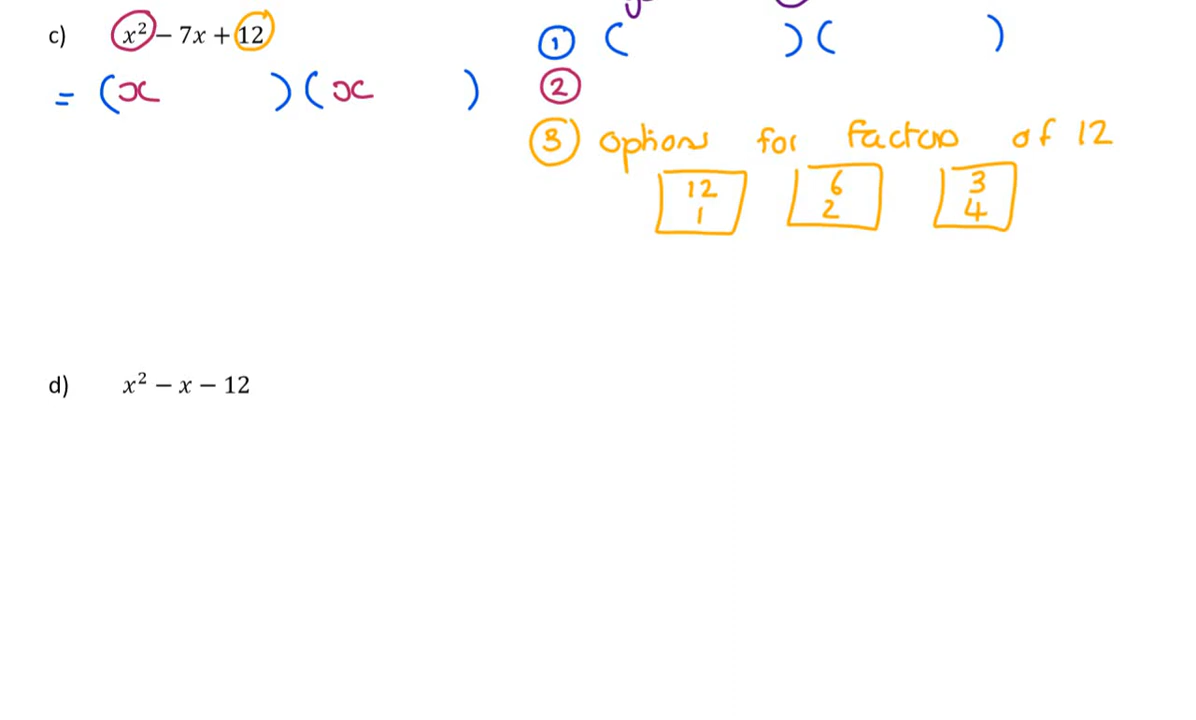 c) x² – 7x + 12
= (x )(x )
① ( )( )
②
③ options for factors of 12
12 6 3
1 2 4
d) x² – x – 12